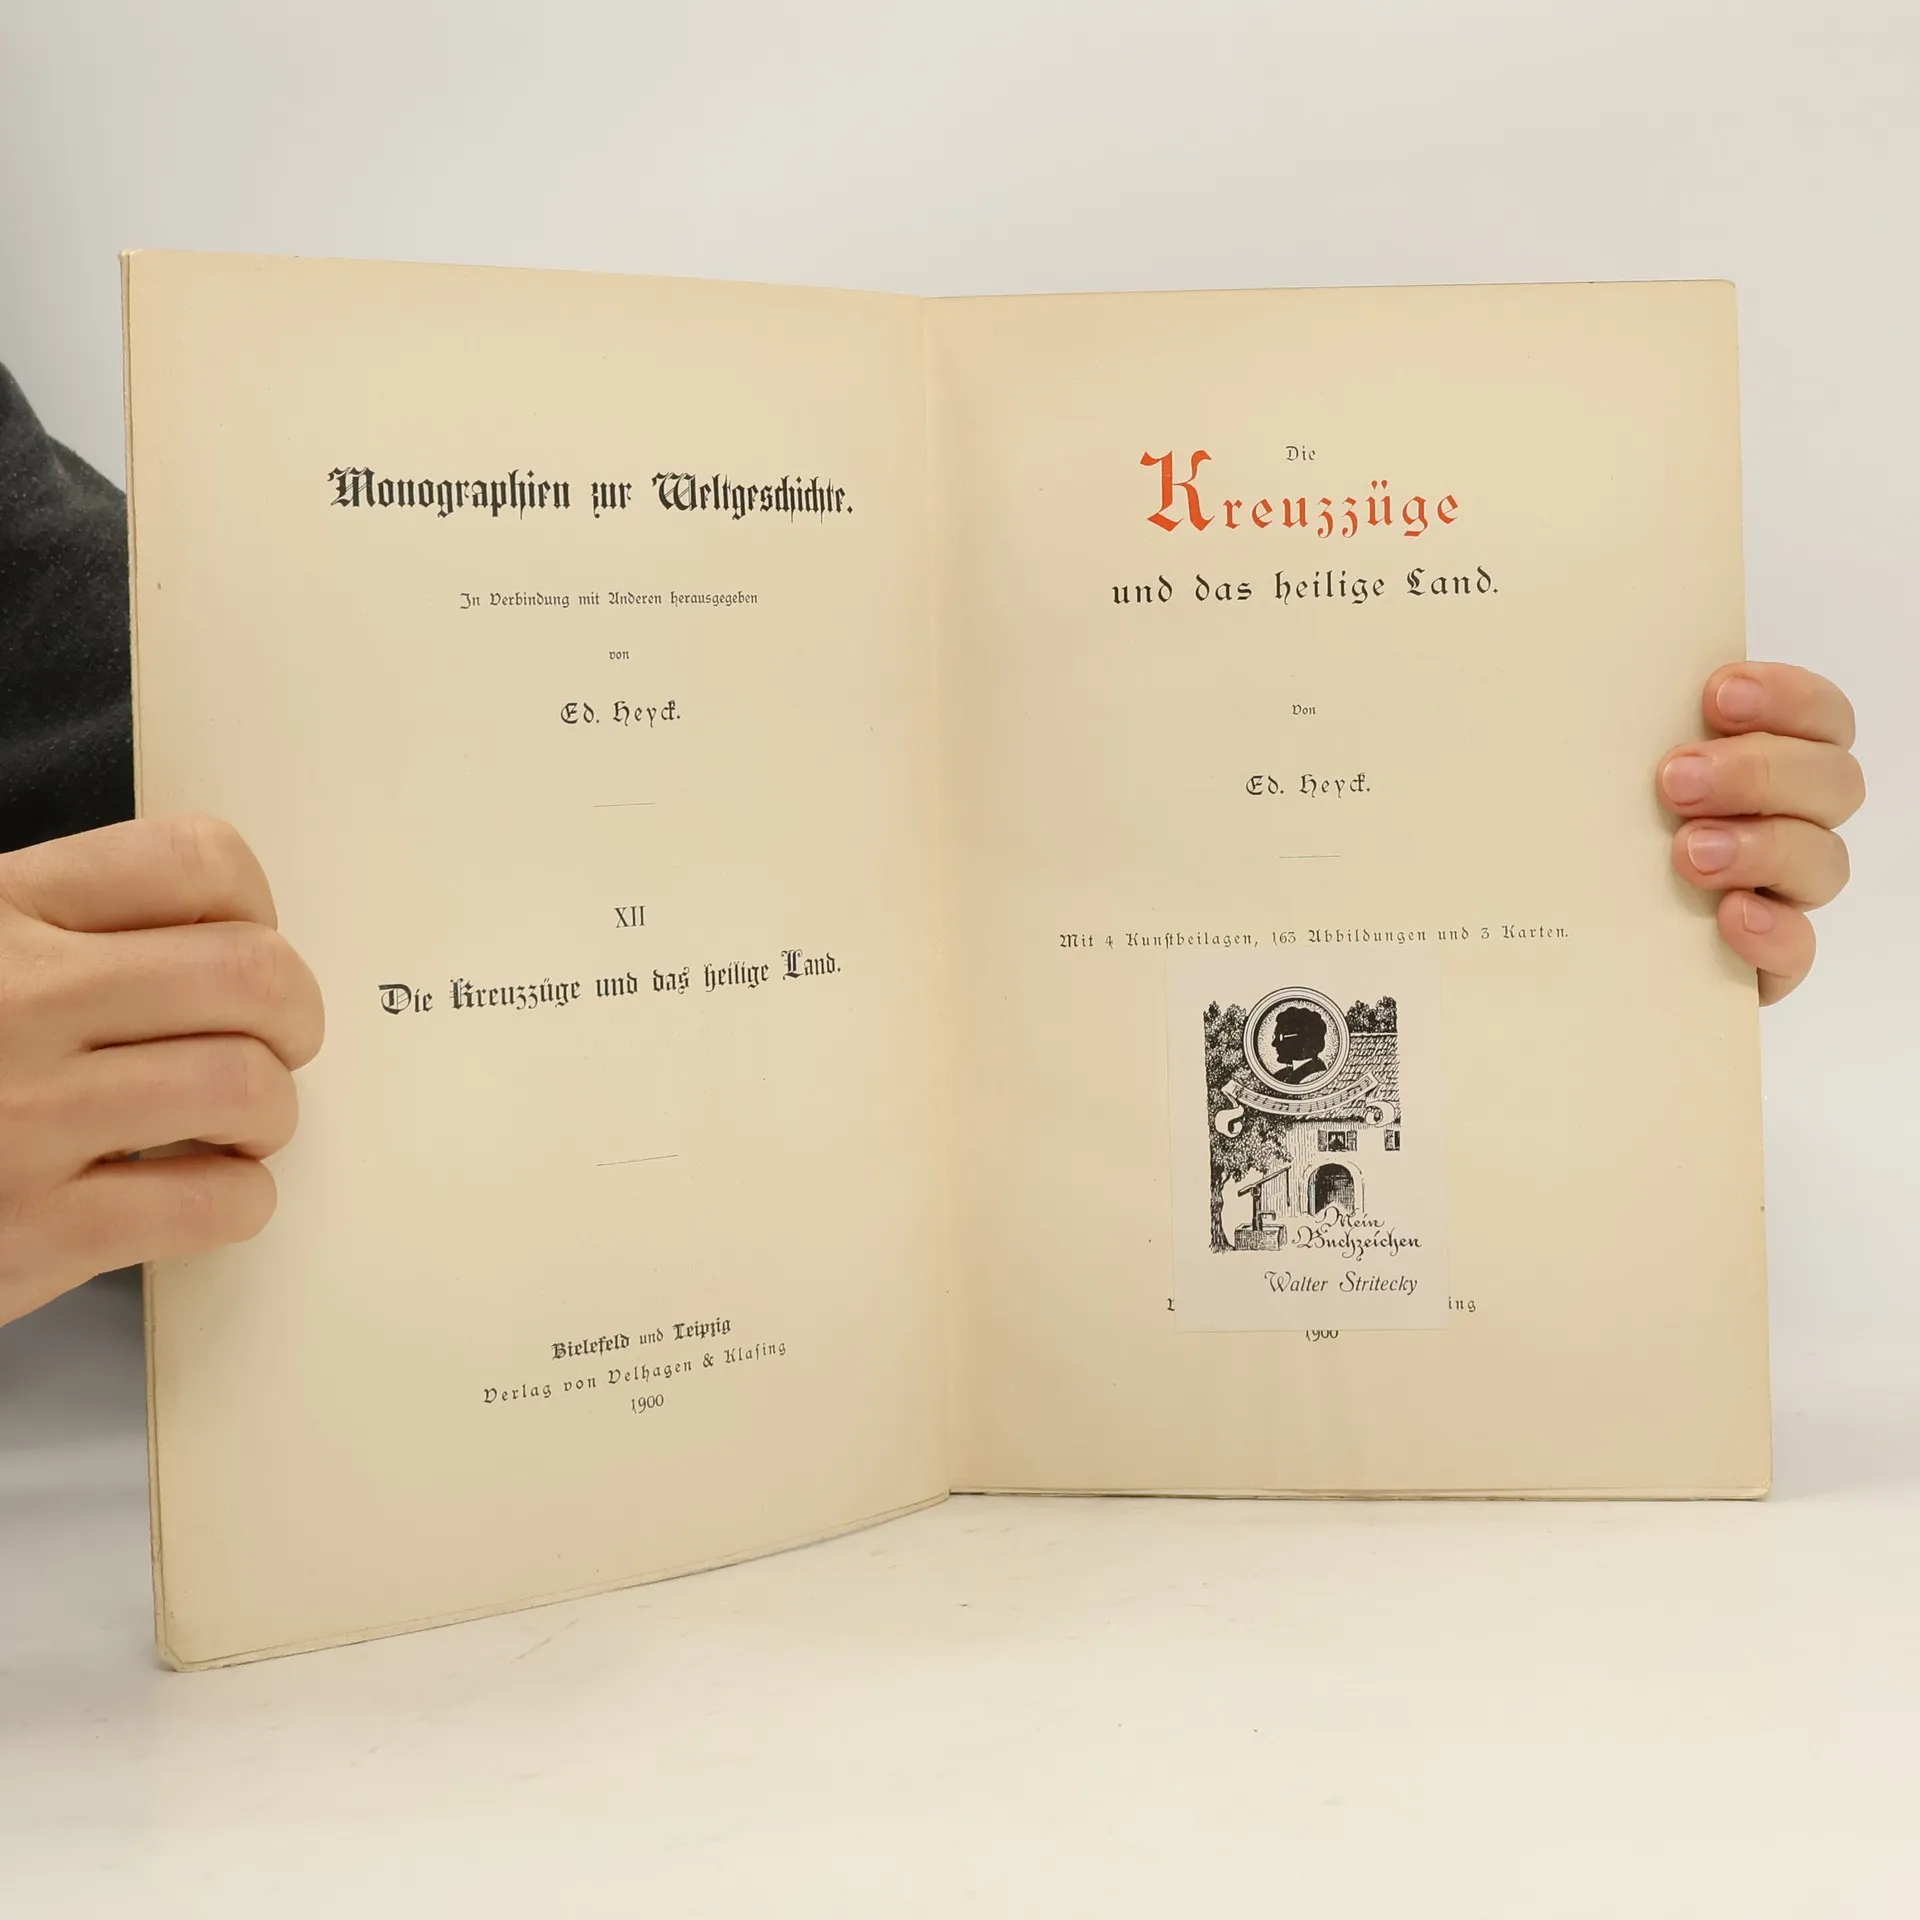 Monographien zur Weltgeschichte.
In Verbindung mit Anderen herausgegeben
von
Ed. Heyck.
XII
Die Kreuzzüge und das heilige Land.
Bielefeld und Leipzig
Verlag von Velhagen & Klasing
1900
Die
Kreuzzüge
und das heilige Land.
Von
Ed. Heyck.
Mit 4 Kunstbeilagen, 163 Abbildungen und 3 Karten.
Mein
Buchzeichen
Walter Stritecky
ing
1900